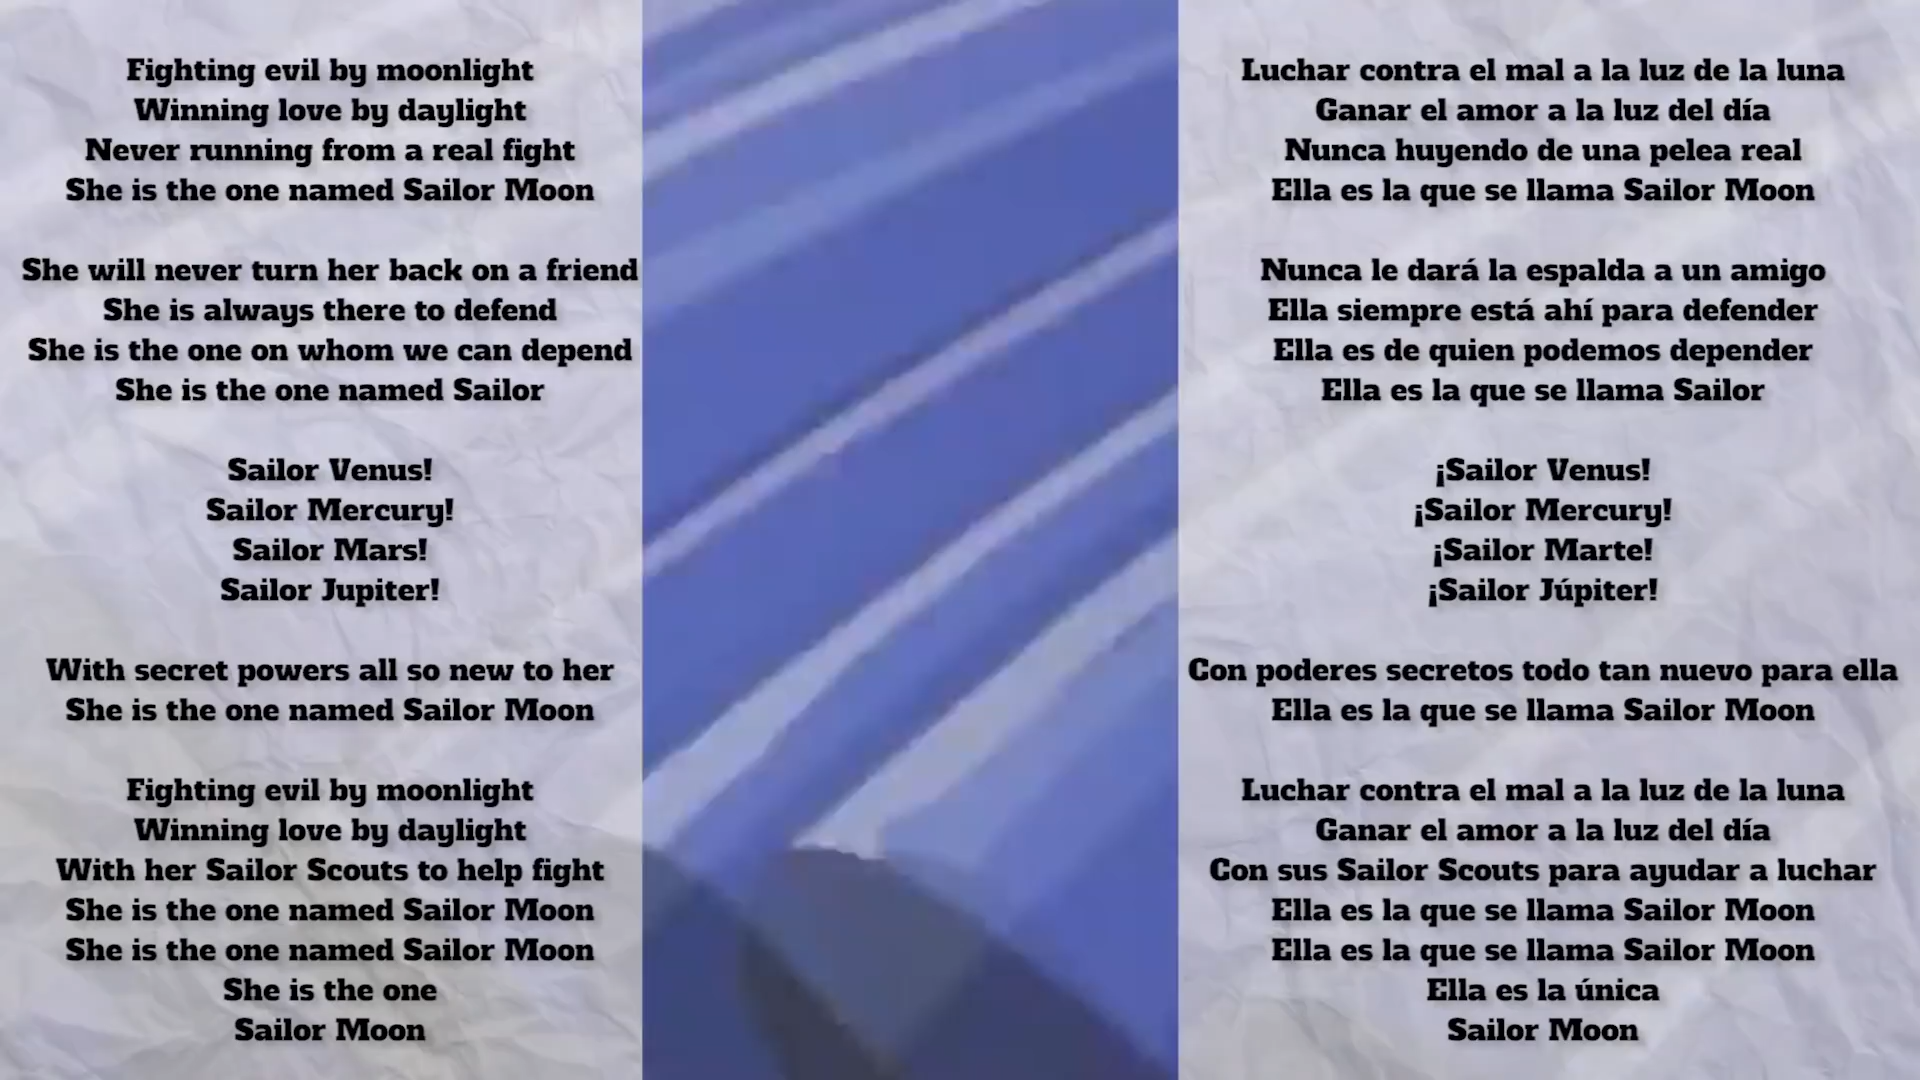 Fighting evil by moonlight
Winning love by daylight
Never running from a real fight
She is the one named Sailor Moon
She will never turn her back on a friend
She is always there to defend
She is the one on whom we can depend
She is the one named Sailor
Sailor Venus!
Sailor Mercury!
Sailor Mars!
Sailor Jupiter!
With secret powers all so new to her
She is the one named Sailor Moon
Fighting evil by moonlight
Winning love by daylight
With her Sailor Scouts to help fight
She is the one named Sailor Moon
She is the one named Sailor Moon
She is the one
Sailor Moon
Luchar contra el mal a la luz de la luna
Ganar el amor a la luz del día
Nunca huyendo de una pelea real
Ella es la que se llama Sailor Moon
Nunca le dará la espalda a un amigo
Ella siempre está ahí para defender
Ella es de quien podemos depender
Ella es la que se llama Sailor
¡Sailor Venus!
¡Sailor Mercury!
¡Sailor Marte!
¡Sailor Júpiter!
Con poderes secretos todo tan nuevo para ella
Ella es la que se llama Sailor Moon
Luchar contra el mal a la luz de la luna
Ganar el amor a la luz del día
Con sus Sailor Scouts para ayudar a luchar
Ella es la que se llama Sailor Moon
Ella es la que se llama Sailor Moon
Ella es la única
Sailor Moon